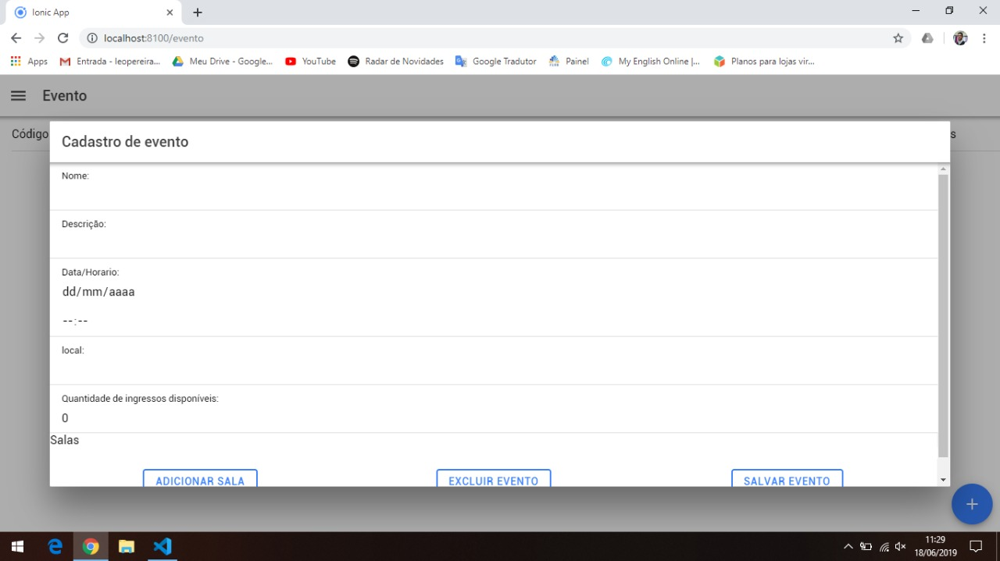 Ionic App
localhost:8100/evento
Apps Entrada - leopereira... Meu Drive - Google... YouTube Radar de Novidades Google Tradutor Painel My English Online |... Planos para lojas vir...
Evento
Código s
Cadastro de evento
Nome:
Descrição:
Data/Horario:
dd/mm/aaaa
--:--
local:
Quantidade de ingressos disponíveis:
0
Salas
ADICIONAR SALA EXCLUIR EVENTO SALVAR EVENTO
11:29
18/06/2019